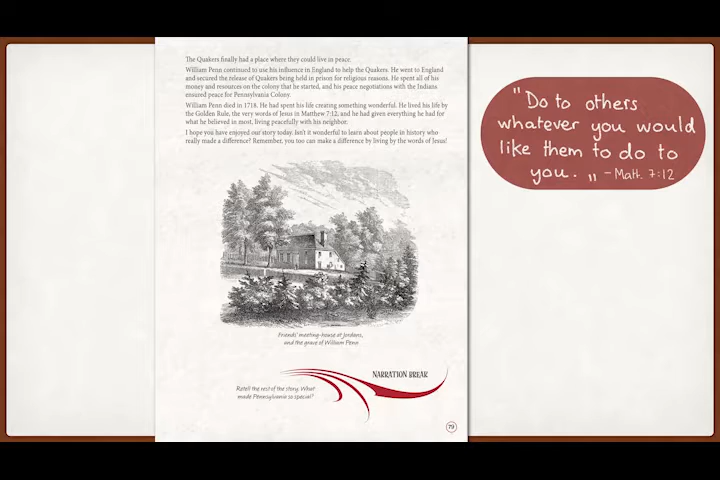 The Quakers finally had a place where they could live in peace.
William Penn continued to use his influence in England to help the Quakers. He went to England
and secured the release of Quakers being held in prison for religious reasons. He spent all of his
money and resources on the colony that he started, and his peace negotiations with the Indians
ensured peace for Pennsylvania Colony.
William Penn died in 1718. He had spent his life creating something wonderful. He lived his life by
the Golden Rule, the very words of Jesus in Matthew 7:12, and he had given everything he had for
what he believed in most, living peacefully with his neighbor.
I hope you have enjoyed our story today. Isn't it wonderful to learn about people in history who
really made a difference? Remember, you too can make a difference by living by the words of Jesus!
Friends' meeting-house at Jordans,
and the grave of William Penn
NARRATION BREAK
Retell the rest of the story. What
made Pennsylvania so special?
79
"Do to others
whatever you would
like them to do to
you. „ - Matt. 7:12